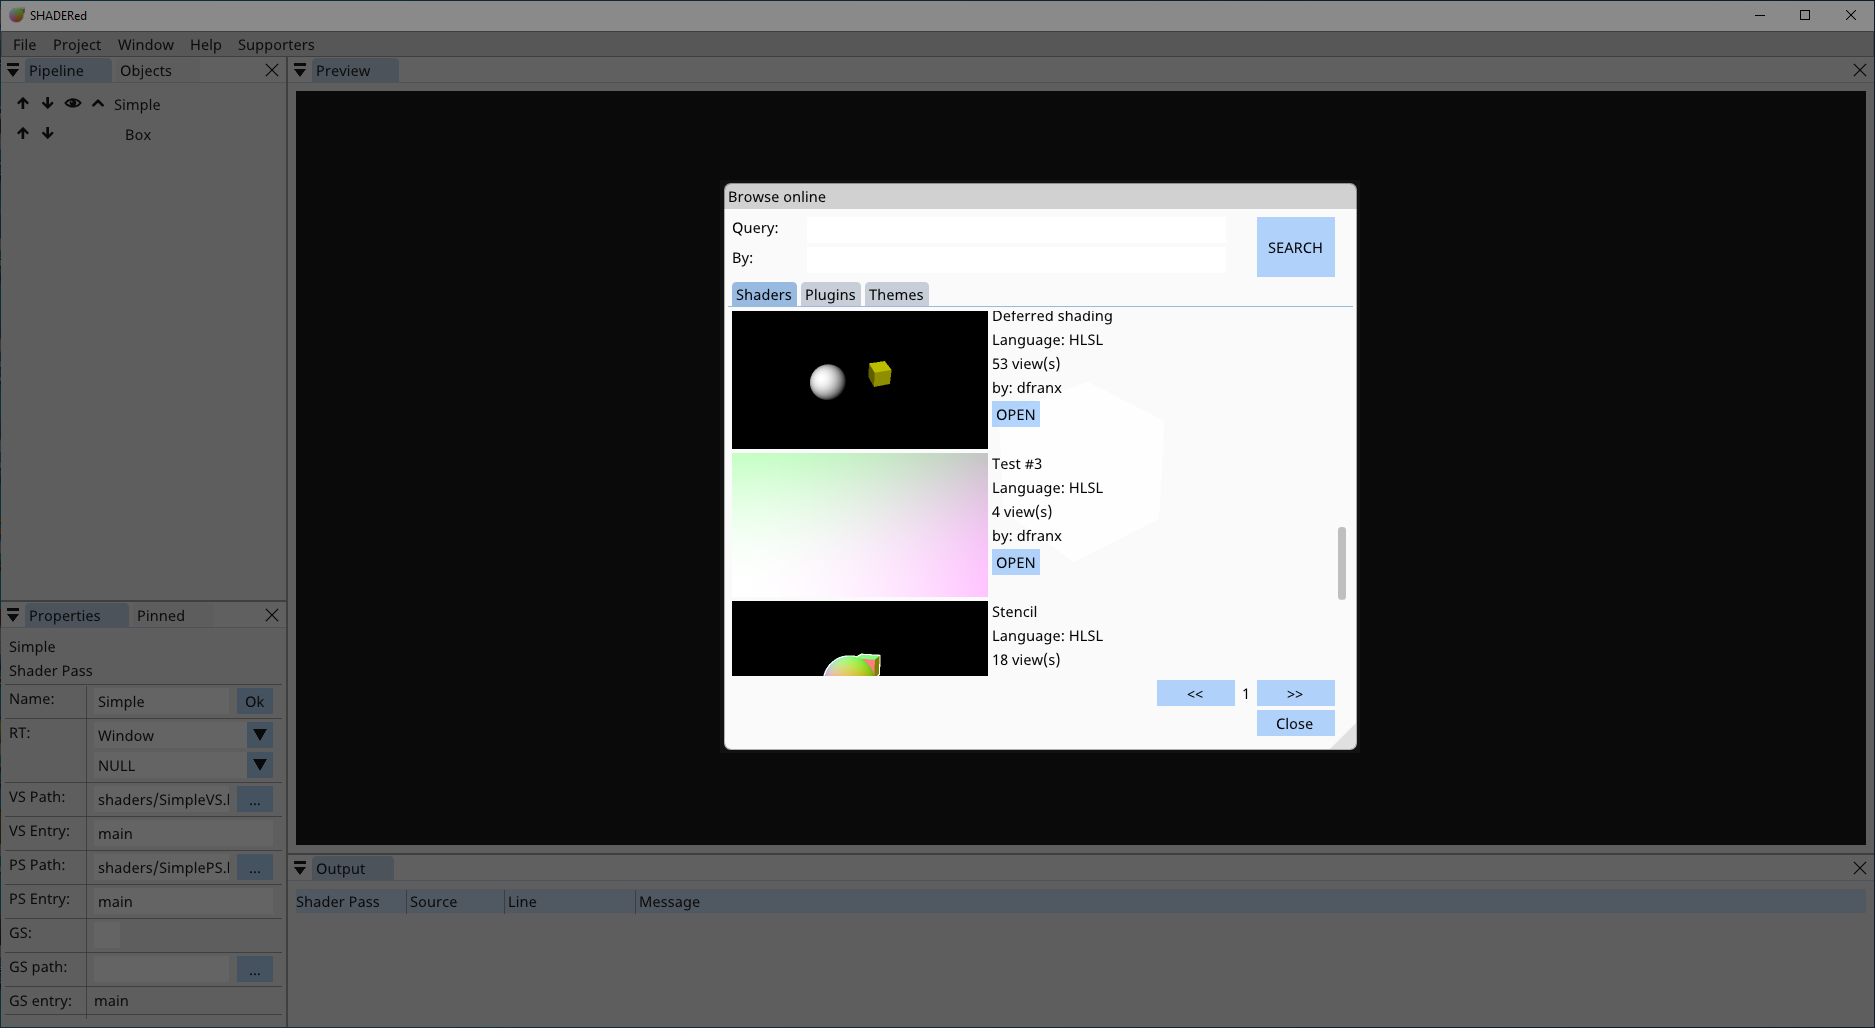 SHADERed
File Project Window Help Supporters
Pipeline Objects
Simple
Box
Properties Pinned
Simple
Shader Pass
Name: Simple Ok
RT: Window
NULL
VS Path: shaders/SimpleVS.l ...
VS Entry: main
PS Path: shaders/SimplePS.l ...
PS Entry: main
GS:
GS path: ...
GS entry: main
Preview
Browse online
Query:
By:
SEARCH
Shaders Plugins Themes
Deferred shading
Language: HLSL
53 view(s)
by: dfranx
OPEN
Test #3
Language: HLSL
4 view(s)
by: dfranx
OPEN
Stencil
Language: HLSL
18 view(s)
<< 1 >>
Close
Output
Shader Pass Source Line Message